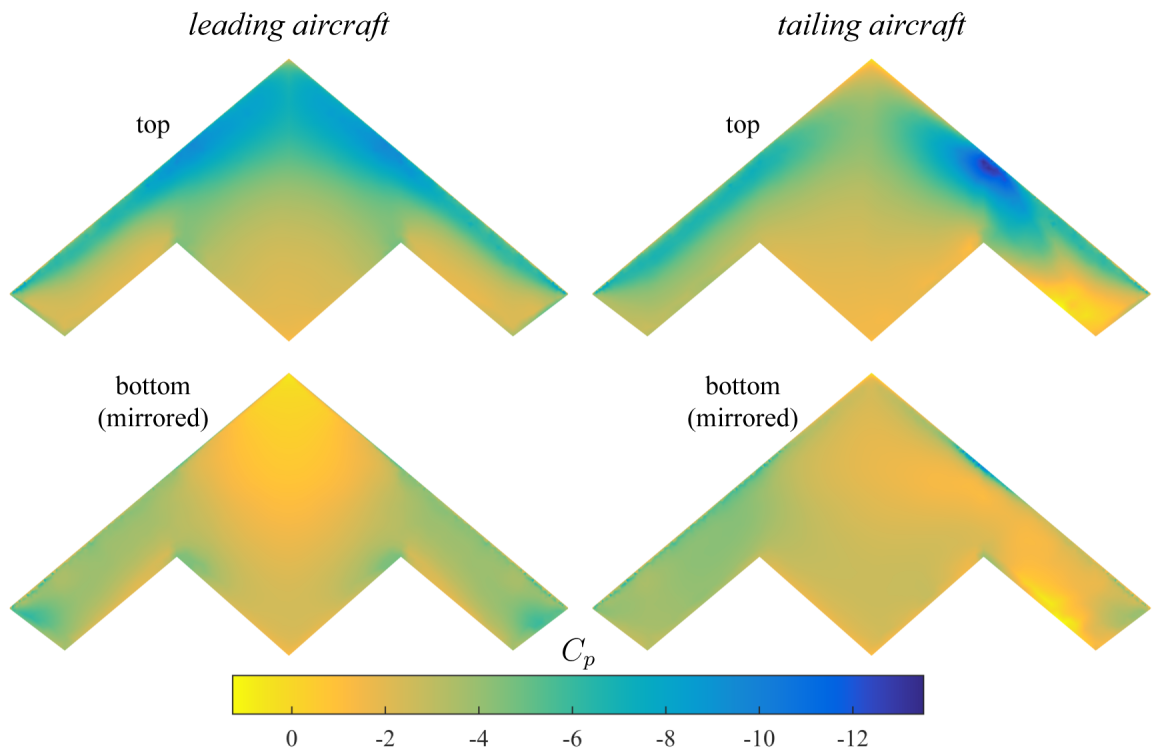 leading aircraft
tailing aircraft
top
top
bottom
(mirrored)
bottom
(mirrored)
Cp
0 -2 -4 -6 -8 -10 -12